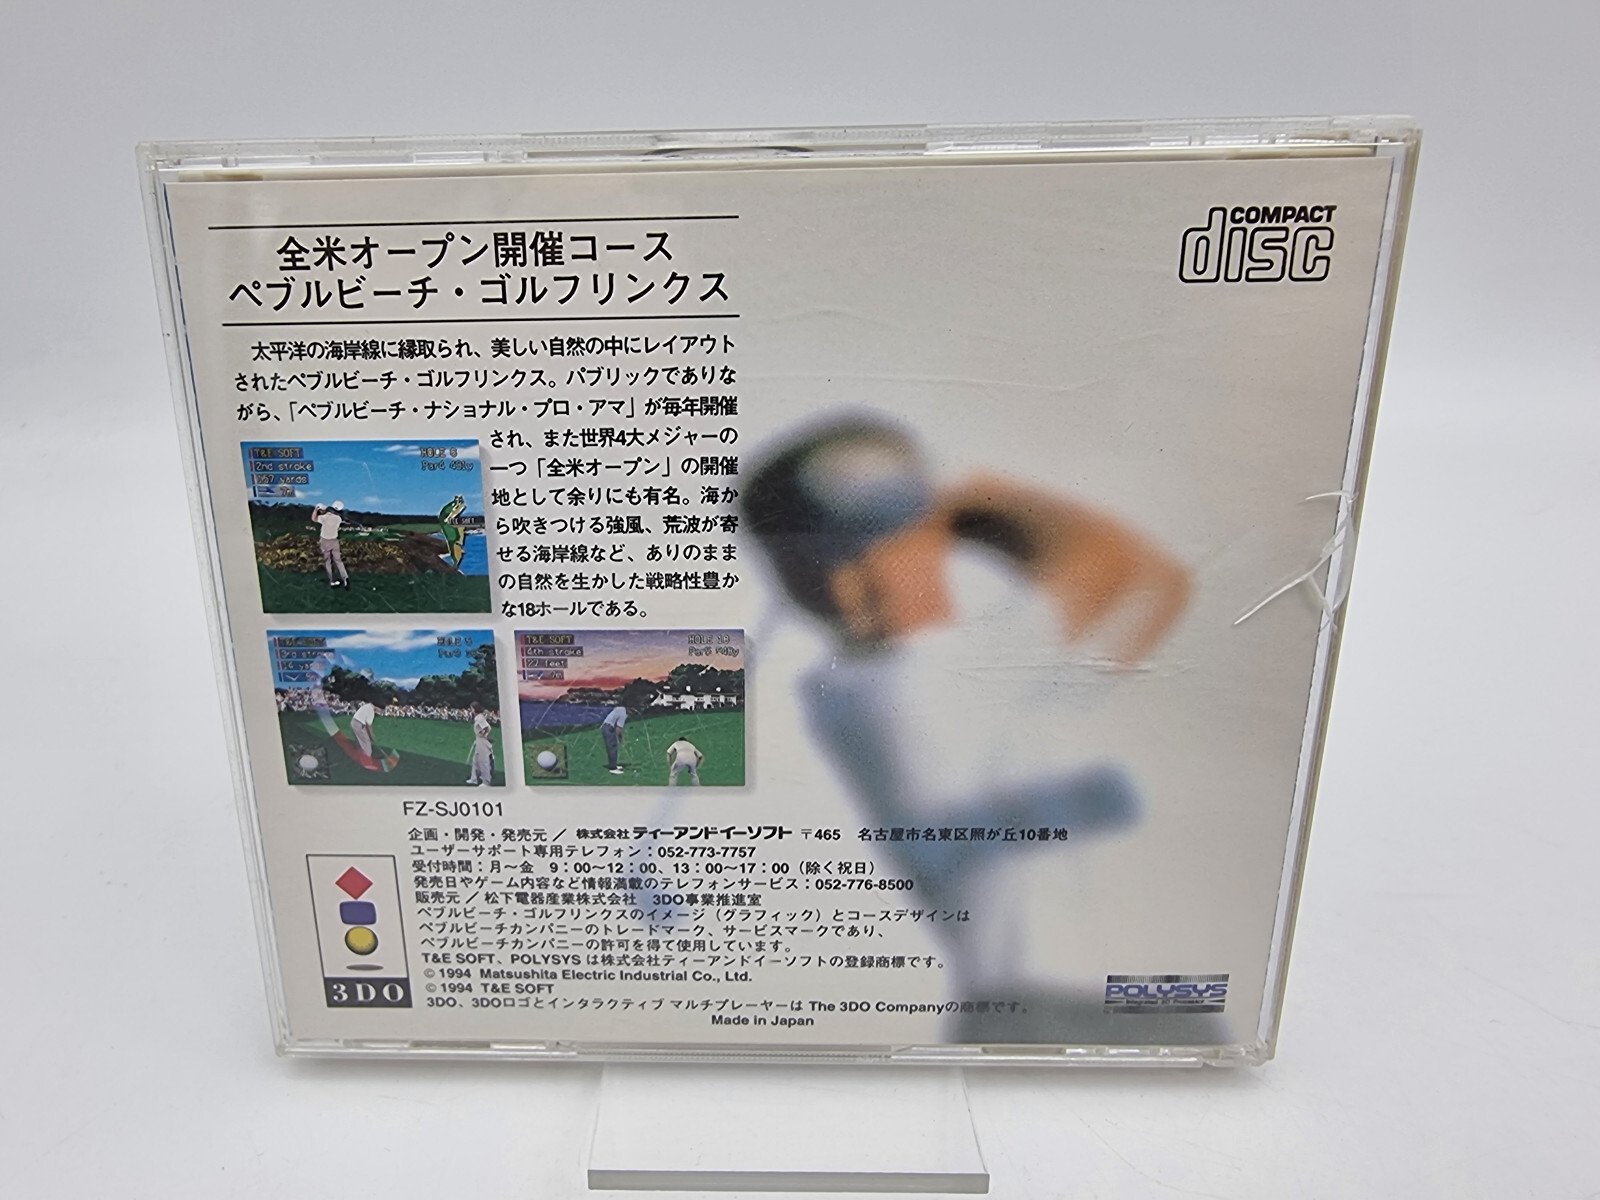 COMPACT
disc
全米オープン開催コース
ペブルビーチ・ゴルフリンクス
太平洋の海岸線に縁取られ、美しい自然の中にレイアウト
されたペブルビーチ・ゴルフリンクス。パブリックでありな
がら、「ペブルビーチ・ナショナル・プロ・アマ」が毎年開催
され、また世界4大メジャーの
一つ「全米オープン」の開催
地として余りにも有名。海か
ら吹きつける強風、荒波が寄
せる海岸線など、ありのまま
の自然を生かした戦略性豊か
な18ホールである。
T&E SOFT
2nd stroke
167 yards
7m
HOLE
Par4
T&E SOFT
3rd stroke
HOLE
T&E SOFT
4th stroke
27 feet
7m
HOLE 18
Par5 548y
FZ-SJ0101
企画・開発・発売元／株式会社ティーアンドイーソフト 〒465 名古屋市名東区照が丘10番地
ユーザーサポート専用テレフォン：052-773-7757
受付時間：月〜金 9：00〜12：00、13：00〜17：00（除く祝日）
発売日やゲーム内容など情報満載のテレフォンサービス：052-776-8500
販売元／松下電器産業株式会社 3DO事業推進室
ペブルビーチ・ゴルフリンクスのイメージ（グラフィック）とコースデザインは
ペブルビーチカンパニーのトレードマーク、サービスマークであり、
ペブルビーチカンパニーの許可を得て使用しています。
T&E SOFT、POLYSYS は株式会社ティーアンドイーソフトの登録商標です。
© 1994 Matsushita Electric Industrial Co., Ltd.
© 1994 T&E SOFT
3DO、3DOロゴとインタラクティブ マルチプレーヤーは The 3DO Companyの商標です。
Made in Japan
3DO
POLYSYS
Integrated 3D Processor